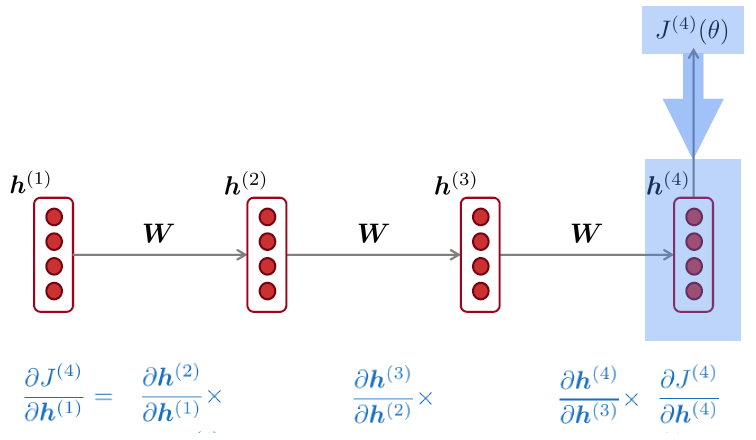 J^{(4)}(θ)
h^{(1)} h^{(2)} h^{(3)} h^{(4)}
W W W
∂J^{(4)}/∂h^{(1)} = ∂h^{(2)}/∂h^{(1)} × ∂h^{(3)}/∂h^{(2)} × ∂h^{(4)}/∂h^{(3)} × ∂J^{(4)}/∂h^{(4)}